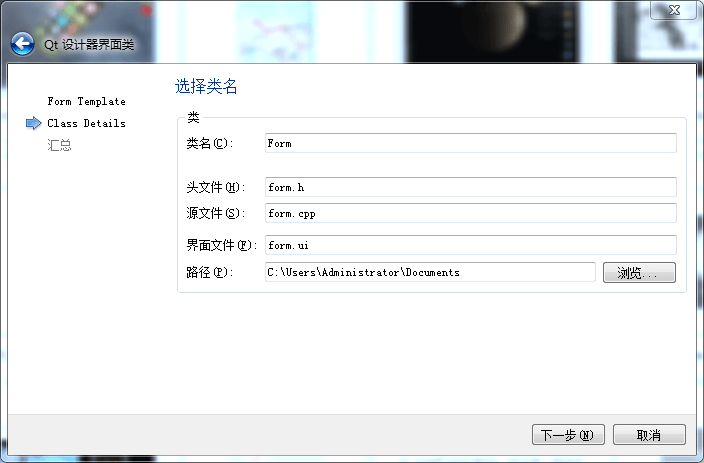 Qt 设计器界面类
Form Template
Class Details
汇总
选择类名
类
类名(C): Form
头文件(H): form.h
源文件(S): form.cpp
界面文件(F): form.ui
路径(P): C:\Users\Administrator\Documents 浏览...
下一步(N) 取消